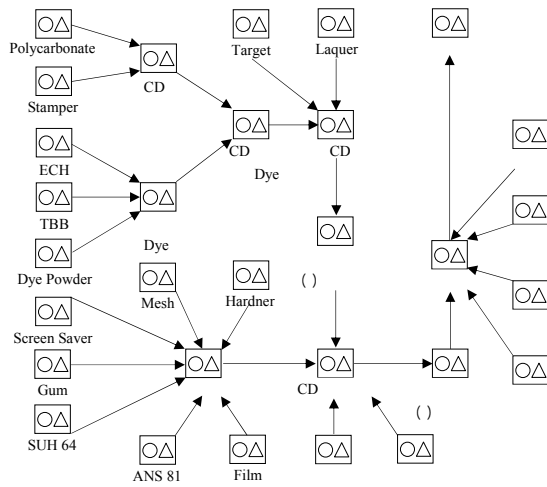 Polycarbonate
Target
Laquer
CD
Stamper
CD
CD
ECH
Dye
TBB
Dye
Dye Powder
Mesh
Hardner
( )
Screen Saver
Gum
CD
( )
SUH 64
ANS 81
Film